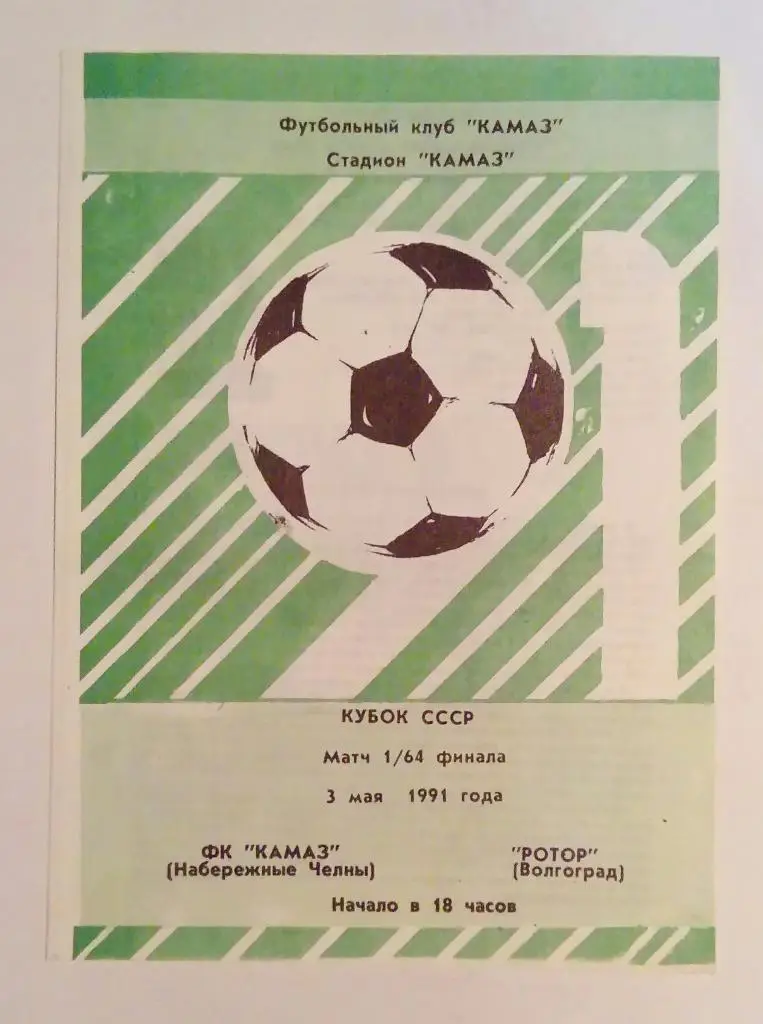 Футбольный клуб "КАМАЗ"
Стадион "КАМАЗ"
91
КУБОК СССР
Матч 1/64 финала
3 мая 1991 года
ФК "КАМАЗ" "РОТОР"
(Набережные Челны) (Волгоград)
Начало в 18 часов